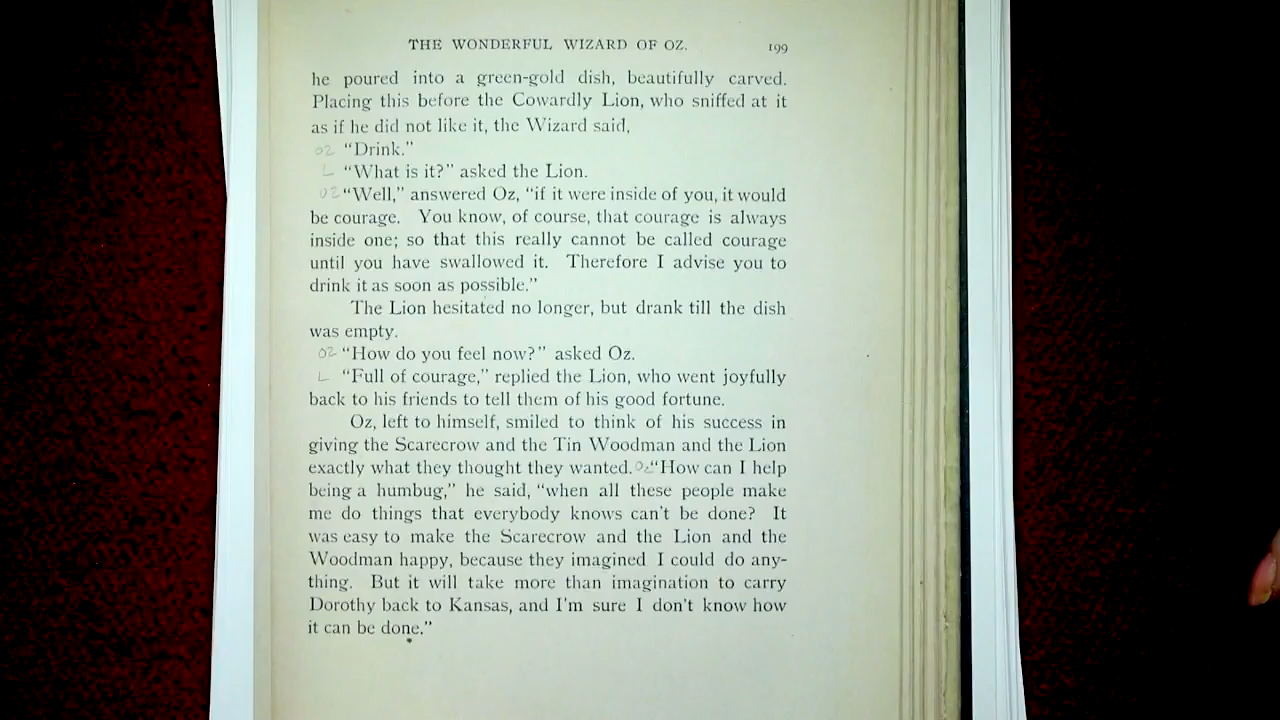 THE WONDERFUL WIZARD OF OZ. 199
he poured into a green-gold dish, beautifully carved.
Placing this before the Cowardly Lion, who sniffed at it
as if he did not like it, the Wizard said,
OZ "Drink."
L "What is it?" asked the Lion.
OZ "Well," answered Oz, "if it were inside of you, it would
be courage. You know, of course, that courage is always
inside one; so that this really cannot be called courage
until you have swallowed it. Therefore I advise you to
drink it as soon as possible."
The Lion hesitated no longer, but drank till the dish
was empty.
OZ "How do you feel now?" asked Oz.
L "Full of courage," replied the Lion, who went joyfully
back to his friends to tell them of his good fortune.
Oz, left to himself, smiled to think of his success in
giving the Scarecrow and the Tin Woodman and the Lion
exactly what they thought they wanted. Oz "How can I help
being a humbug," he said, "when all these people make
me do things that everybody knows can't be done? It
was easy to make the Scarecrow and the Lion and the
Woodman happy, because they imagined I could do any-
thing. But it will take more than imagination to carry
Dorothy back to Kansas, and I'm sure I don't know how
it can be done."